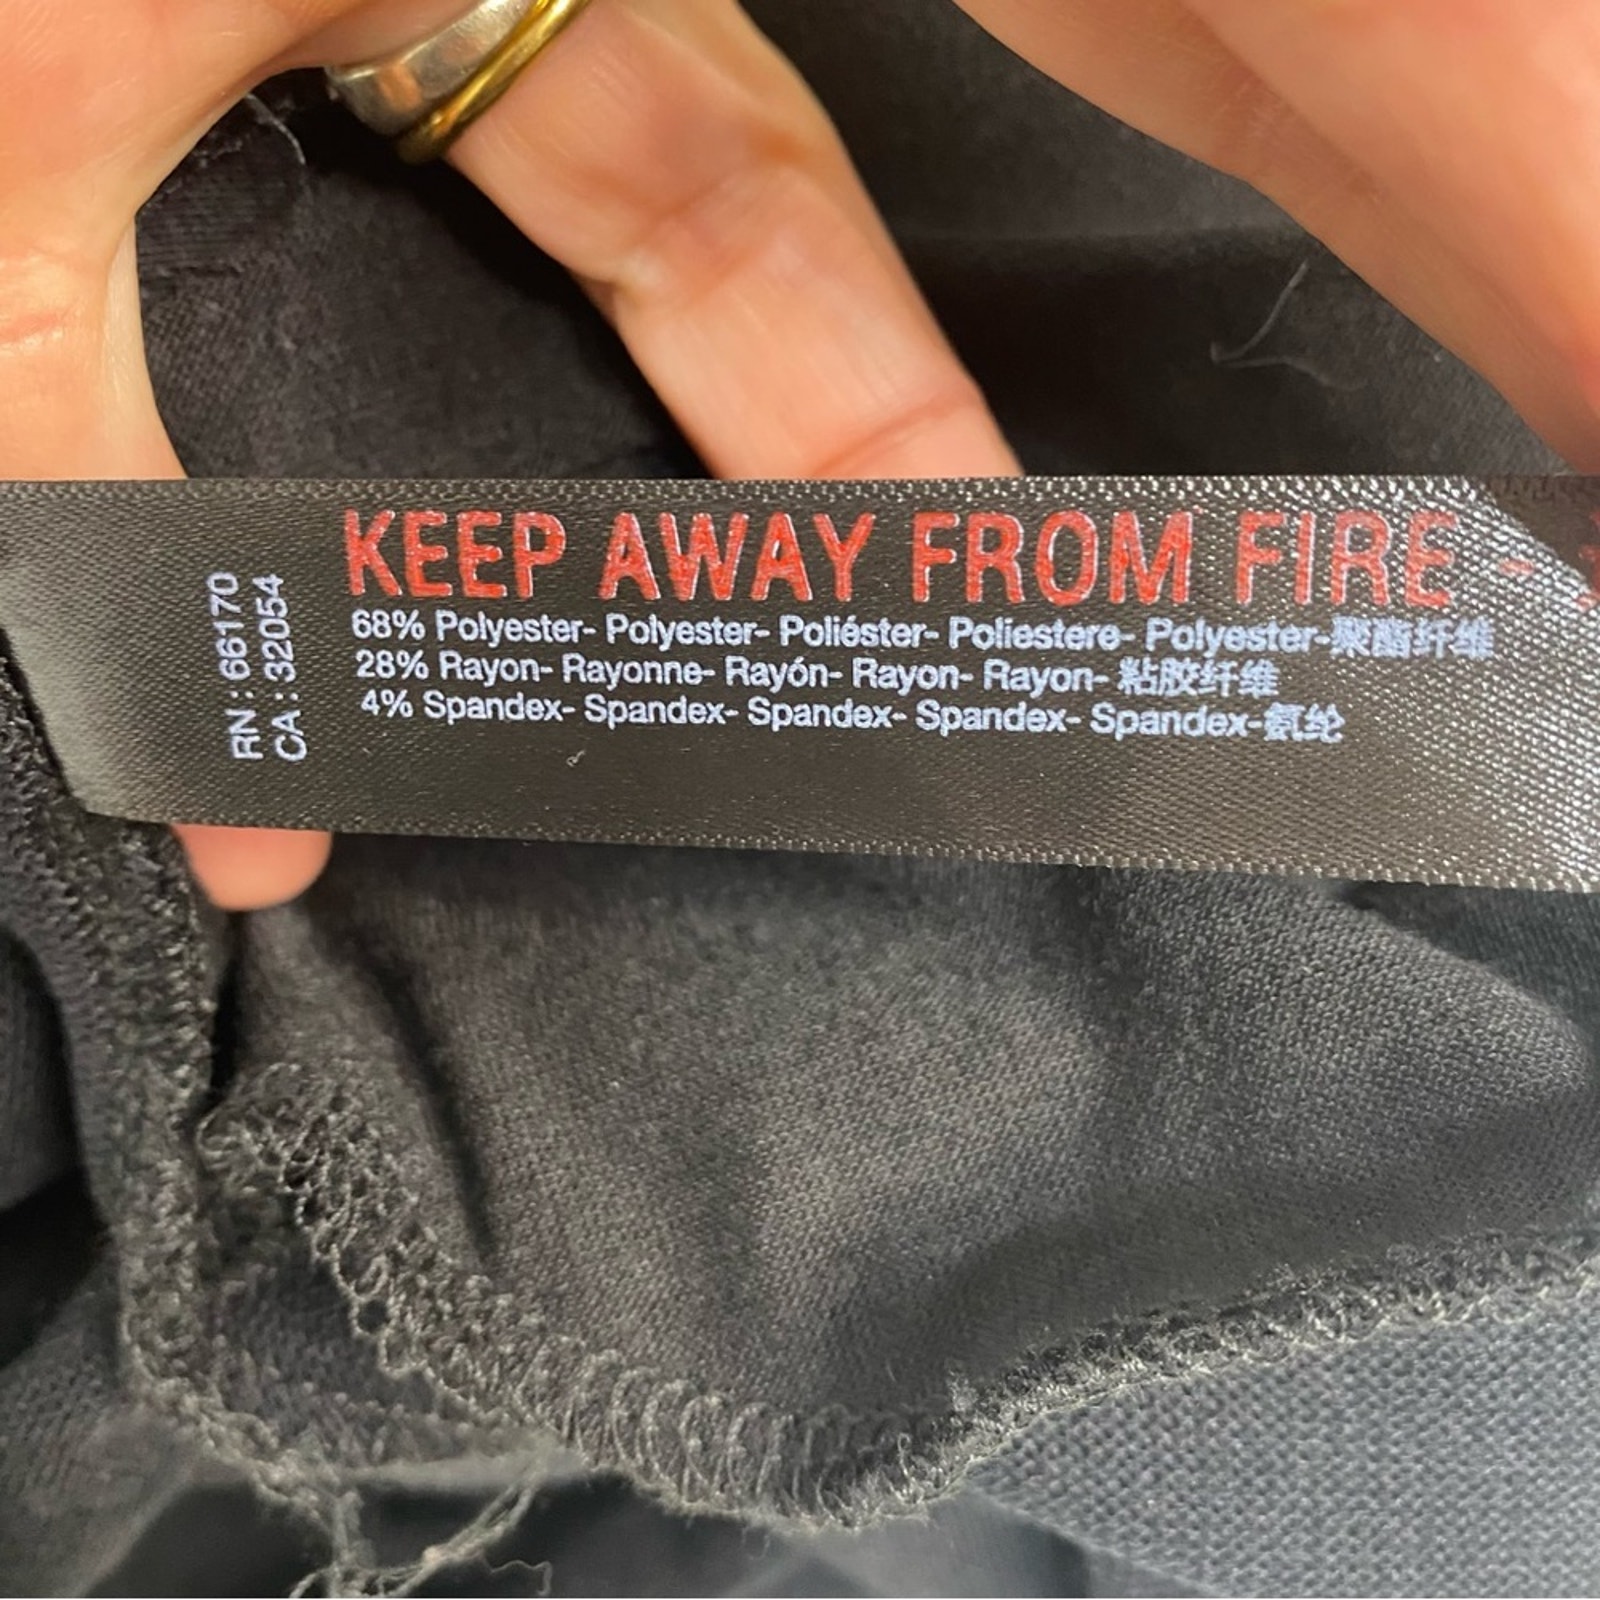 KEEP AWAY FROM FIRE -
68% Polyester- Polyester- Poliéster- Poliestere- Polyester-聚酯纤维
28% Rayon- Rayonne- Rayón- Rayon- Rayon- 粘胶纤维
4% Spandex- Spandex- Spandex- Spandex- Spandex-氨纶
RN : 66170
CA : 32054